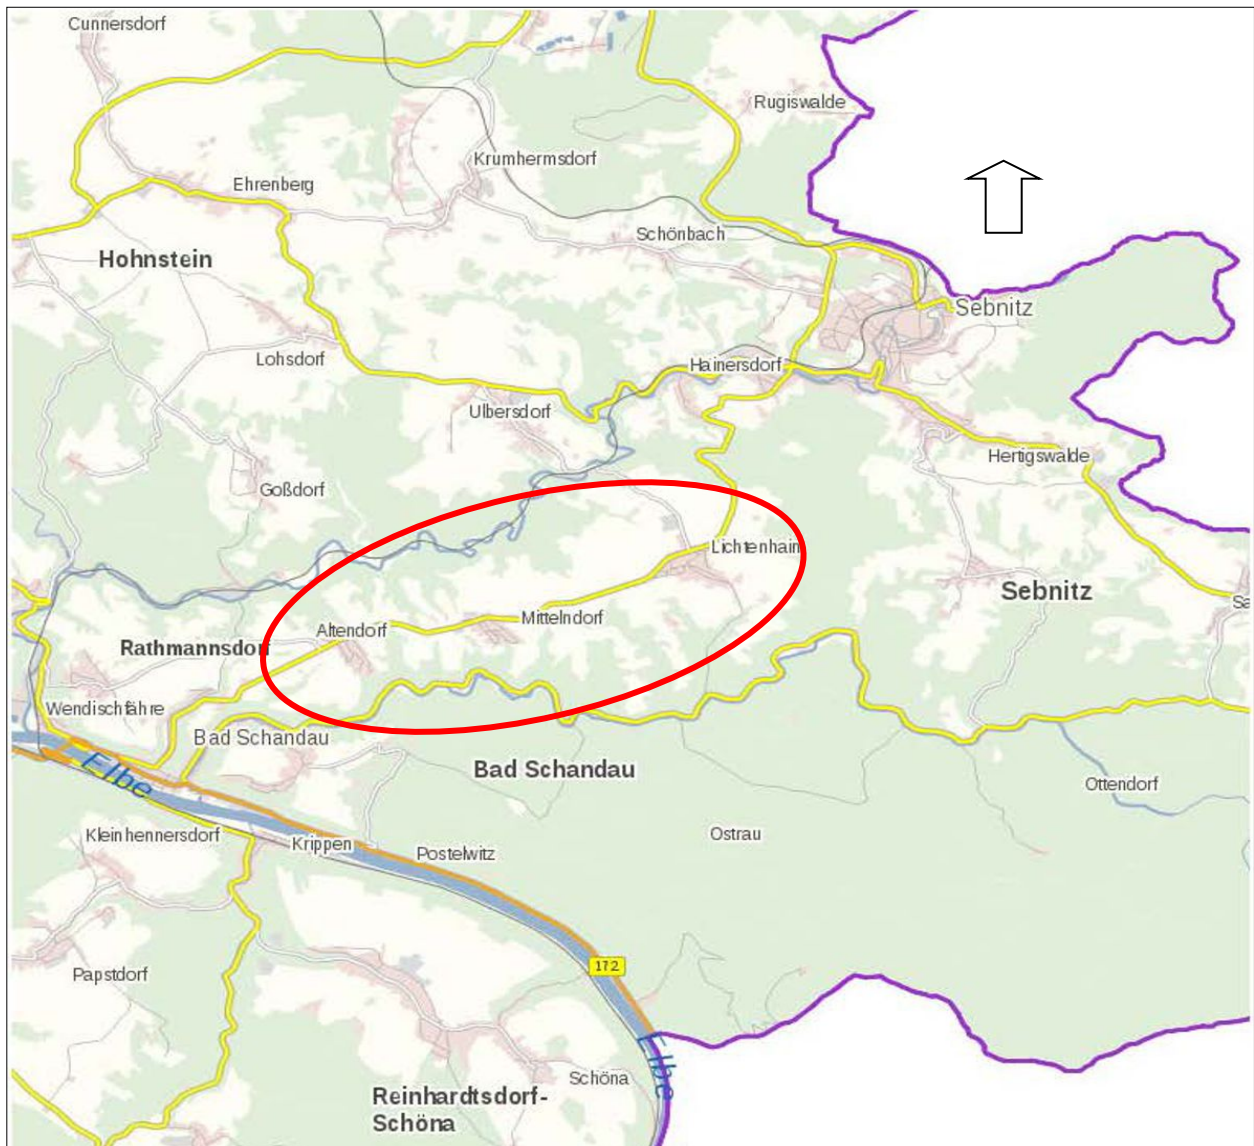 Cunnersdorf
Rugiswalde
Krumhermsdorf
Ehrenberg
Schönbach
Hohnstein
Sebnitz
Lohsdorf
Hainersdorf
Ulbersdorf
Hertigswalde
Goßdorf
Lichtenhain
Sebnitz
Sa
Mittelndorf
Altendorf
Rathmannsdorf
Wendischfähre
Bad Schandau
Bad Schandau
Elbe
Ottendorf
Kleinhennersdorf
Krippen
Ostrau
Postelwitz
172
Papstdorf
Elbe
Schöna
Reinhardtsdorf-
Schöna